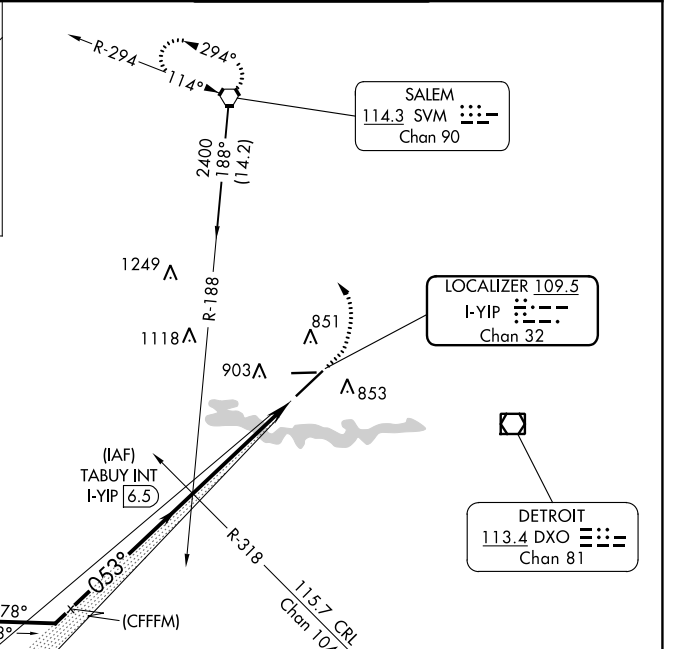 R-294
294°
114°
SALEM
114.3 SVM
Chan 90
2400
188°
(14.2)
1249
R-188
LOCALIZER 109.5
I-YIP
Chan 32
851
1118
903
853
(IAF)
TABUY INT
I-YIP 6.5
R-318
DETROIT
113.4 DXO
Chan 81
053°
115.7 CRL
(CFFFM)
78°